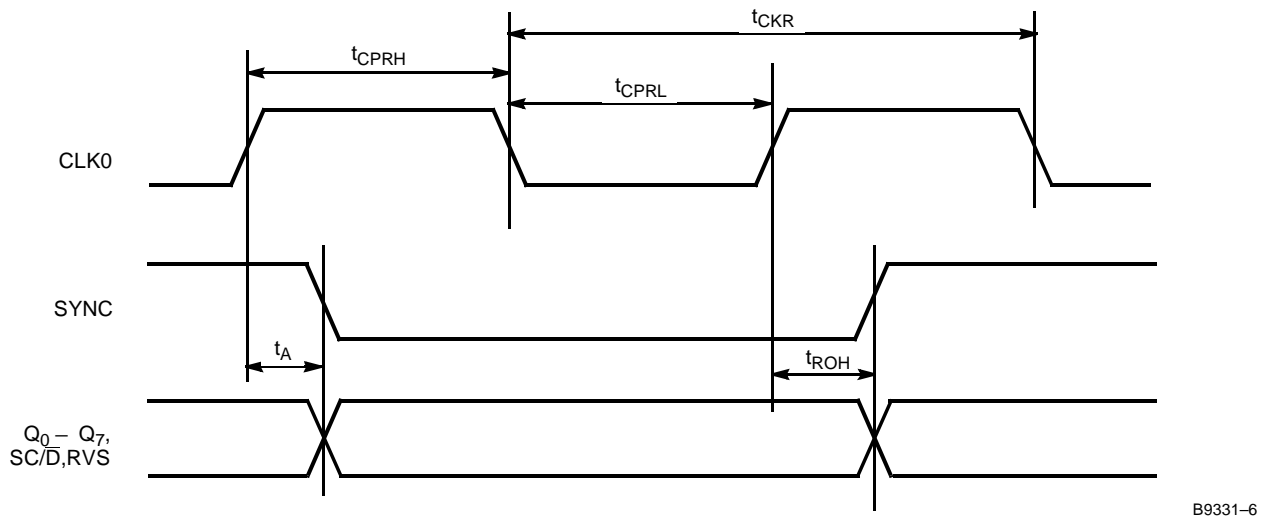 tCKR
tCPRH
tCPRL
CLK0
SYNC
tA
tROH
Q0 – Q7,
SC/D̅,RVS
B9331–6